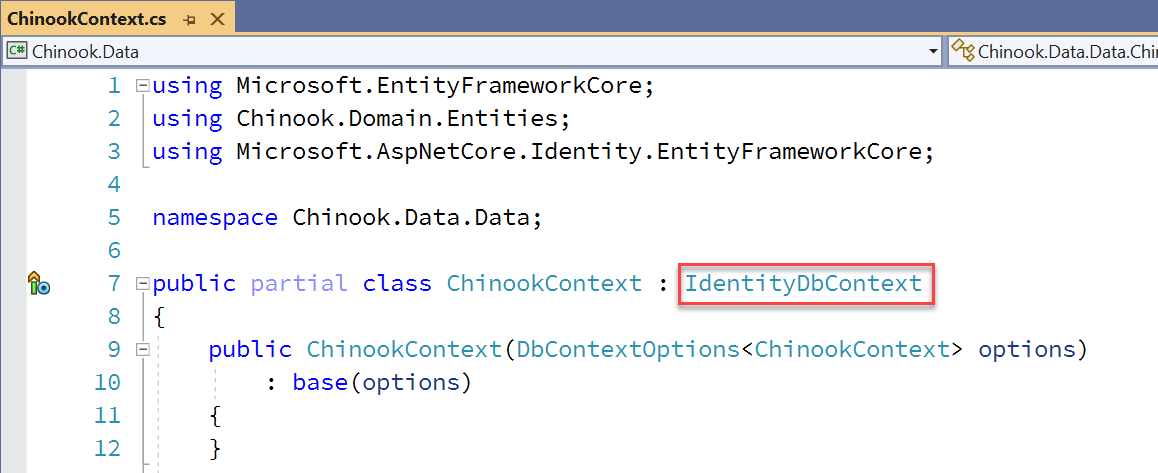 ChinookContext.cs
C# Chinook.Data
Chinook.Data.Data.Chi
1 using Microsoft.EntityFrameworkCore;
2 using Chinook.Domain.Entities;
3 using Microsoft.AspNetCore.Identity.EntityFrameworkCore;
4
5 namespace Chinook.Data.Data;
6
7 public partial class ChinookContext : IdentityDbContext
8 {
9 public ChinookContext(DbContextOptions<ChinookContext> options)
10 : base(options)
11 {
12 }